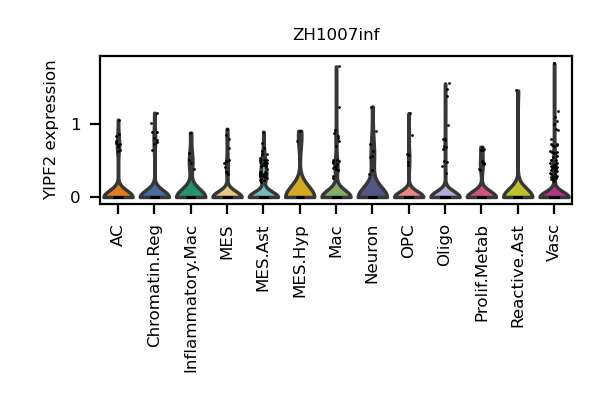 ZH1007inf
YIPF2 expression
1
0
AC
Chromatin.Reg
Inflammatory.Mac
MES
MES.Ast
MES.Hyp
Mac
Neuron
OPC
Oligo
Prolif.Metab
Reactive.Ast
Vasc